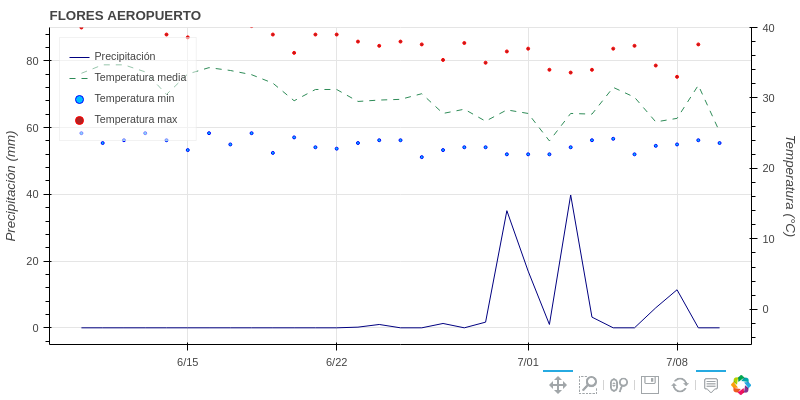 FLORES AEROPUERTO
Precipitación
Temperatura media
Temperatura min
Temperatura max
Precipitación (mm)
80
60
40
20
0
Temperatura (°C)
40
30
20
10
0
6/15
6/22
7/01
7/08